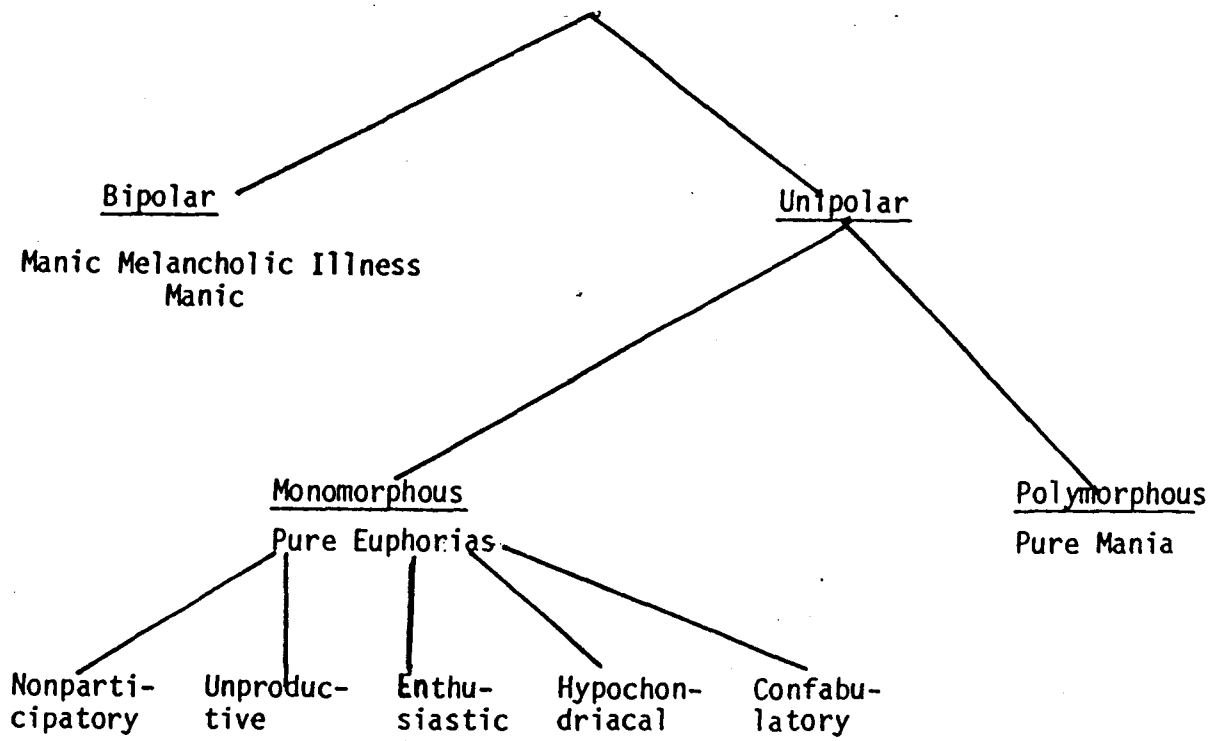 Bipolar
Unipolar
Manic Melancholic Illness
Manic
Monomorphous
Pure Euphorias
Polymorphous
Pure Mania
Nonparti-
cipatory
Unproduc-
tive
Enthu-
siastic
Hypochon-
driacal
Confabu-
latory